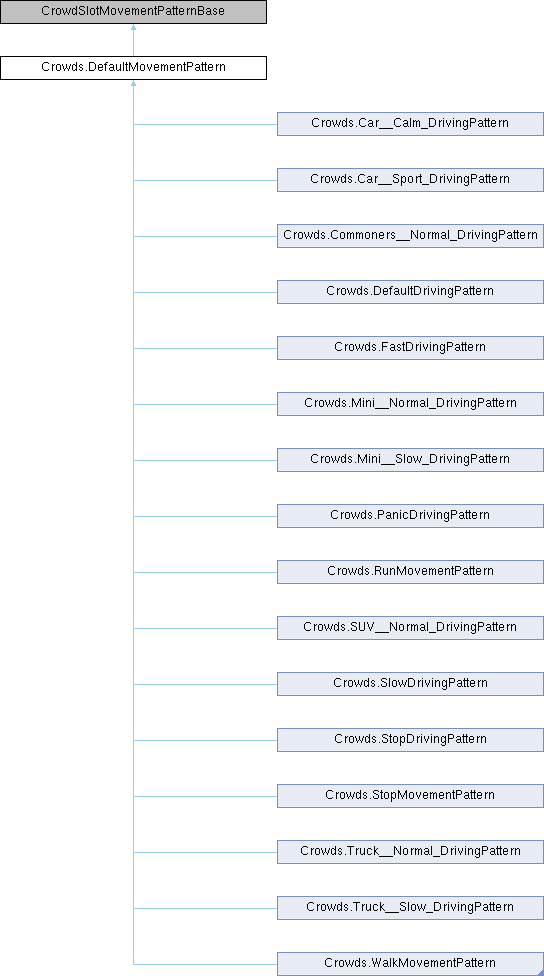 CrowdSlotMovementPatternBase
Crowds.DefaultMovementPattern
Crowds.Car__Calm_DrivingPattern
Crowds.Car__Sport_DrivingPattern
Crowds.Commoners__Normal_DrivingPattern
Crowds.DefaultDrivingPattern
Crowds.FastDrivingPattern
Crowds.Mini__Normal_DrivingPattern
Crowds.Mini__Slow_DrivingPattern
Crowds.PanicDrivingPattern
Crowds.RunMovementPattern
Crowds.SUV__Normal_DrivingPattern
Crowds.SlowDrivingPattern
Crowds.StopDrivingPattern
Crowds.StopMovementPattern
Crowds.Truck__Normal_DrivingPattern
Crowds.Truck__Slow_DrivingPattern
Crowds.WalkMovementPattern